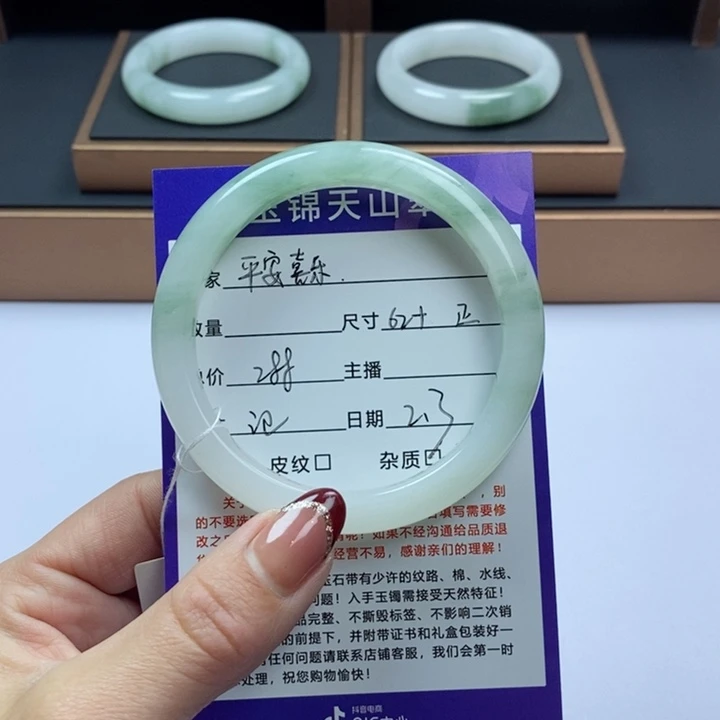 玉锦天山翠
家 平安喜乐.
数量 尺寸 62+ 正
价 288 主播
记 日期 2.3
皮纹☐ 杂质☑
，别
的不要选 填写需要修
如果不经沟通给品质退
经营不易，感谢亲们的理解！
玉石带有少许的纹路、棉、水线、
问题！入手玉镯需接受天然特征！
品完整、不撕毁标签、不影响二次销
的前提下，并附带证书和礼盒包装好一
任何问题请联系店铺客服，我们会第一时
处理，祝您购物愉快！
抖音电商